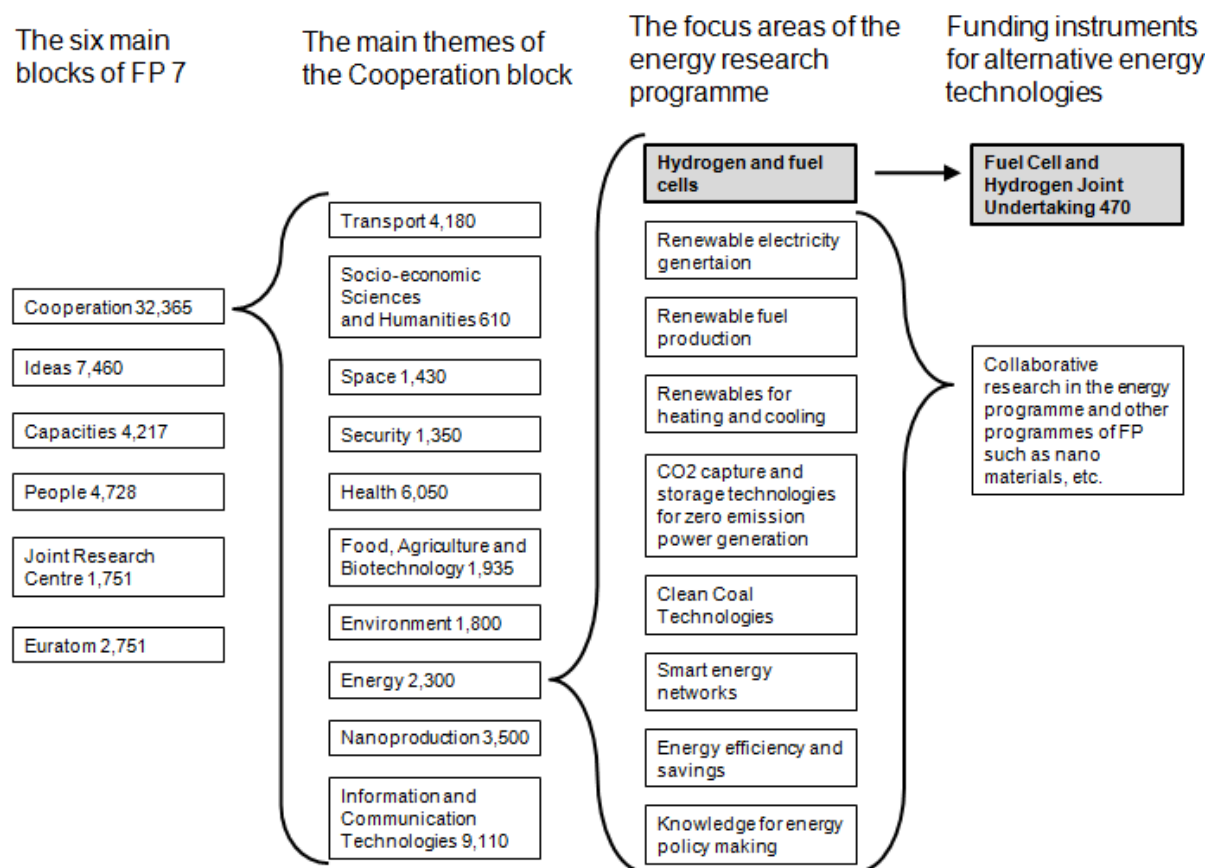 The six main
blocks of FP 7
The main themes of
the Cooperation block
The focus areas of the
energy research
programme
Funding instruments
for alternative energy
technologies
Cooperation 32,365
Ideas 7,460
Capacities 4,217
People 4,728
Joint Research
Centre 1,751
Euratom 2,751
Transport 4,180
Socio-economic
Sciences
and Humanities 610
Space 1,430
Security 1,350
Health 6,050
Food, Agriculture and
Biotechnology 1,935
Environment 1,800
Energy 2,300
Nanoproduction 3,500
Information and
Communication
Technologies 9,110
Hydrogen and fuel
cells
Renewable electricity
genertaion
Renewable fuel
production
Renewables for
heating and cooling
CO2 capture and
storage technologies
for zero emission
power generation
Clean Coal
Technologies
Smart energy
networks
Energy efficiency and
savings
Knowledge for energy
policy making
Fuel Cell and
Hydrogen Joint
Undertaking 470
Collaborative
research in the energy
programme and other
programmes of FP
such as nano
materials, etc.